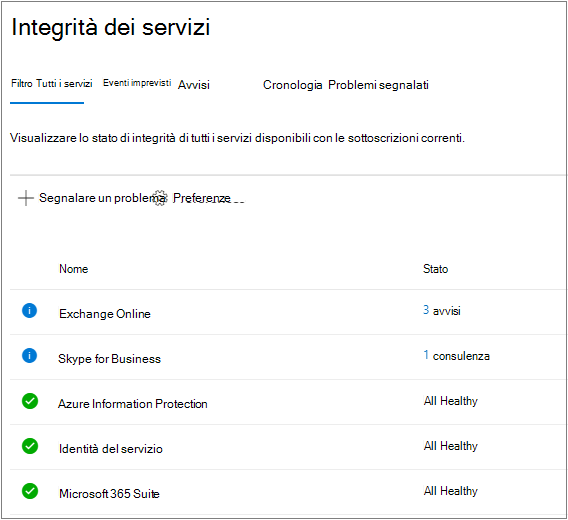 Integrità dei servizi
Filtro Tutti i servizi Eventi imprevisti Avvisi Cronologia Problemi segnalati
Visualizzare lo stato di integrità di tutti i servizi disponibili con le sottoscrizioni correnti.
Segnalare un problema Preferenze
Nome Stato
Exchange Online 3 avvisi
Skype for Business 1 consulenza
Azure Information Protection All Healthy
Identità del servizio All Healthy
Microsoft 365 Suite All Healthy